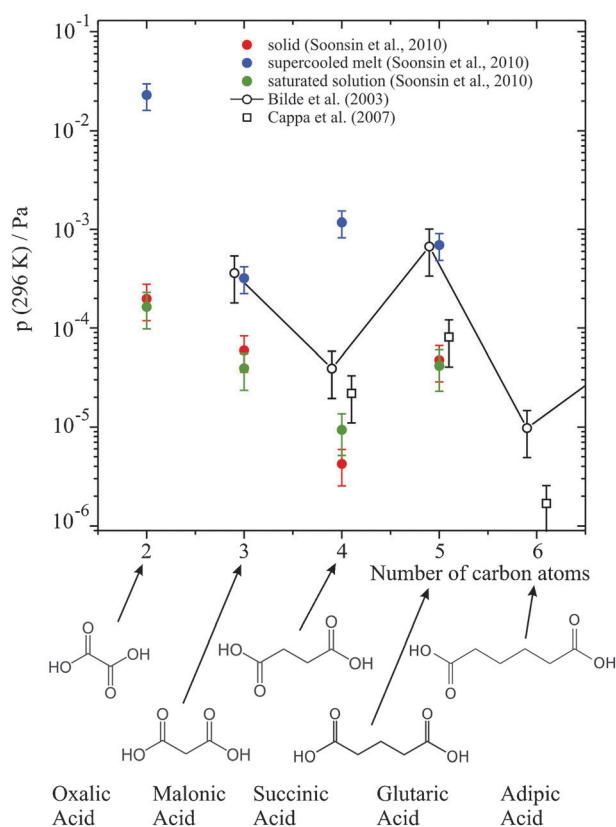 10⁻¹
solid (Soonsin et al., 2010)
supercooled melt (Soonsin et al., 2010)
saturated solution (Soonsin et al., 2010)
Bilde et al. (2003)
Cappa et al. (2007)
10⁻²
10⁻³
p (296 K) / Pa
10⁻⁴
10⁻⁵
10⁻⁶
2 3 4 5 6
Number of carbon atoms
O
HO
OH
O
O
HO
OH
O
O
HO
OH
O
O O
HO OH
O O
HO OH
Oxalic Malonic Succinic Glutaric Adipic
Acid Acid Acid Acid Acid